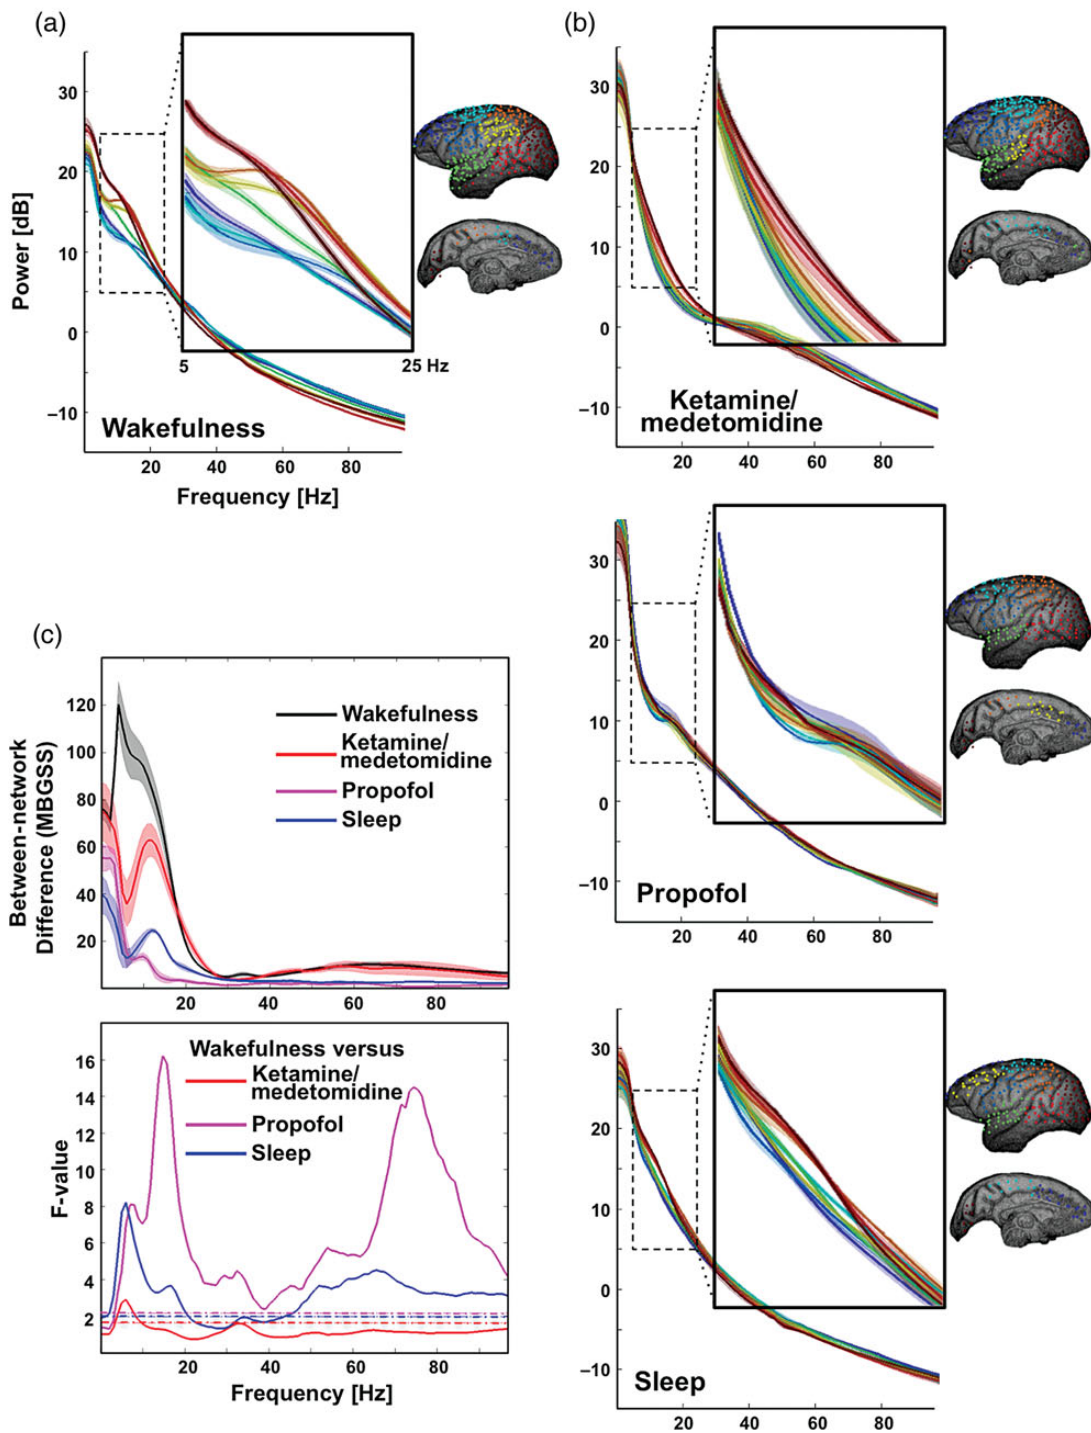 (a)
30
20
10
0
−10
Power [dB]
5
25 Hz
Wakefulness
20
40
60
80
Frequency [Hz]
(b)
30
20
10
0
−10
Ketamine/
medetomidine
20
40
60
80
30
20
10
0
−10
Propofol
20
40
60
80
30
20
10
0
−10
Sleep
20
40
60
80
(c)
120
100
80
60
40
20
Between-network
Difference (MBGSS)
Wakefulness
Ketamine/
medetomidine
Propofol
Sleep
20
40
60
80
16
14
12
10
8
6
4
2
F-value
Wakefulness versus
Ketamine/
medetomidine
Propofol
Sleep
20
40
60
80
Frequency [Hz]